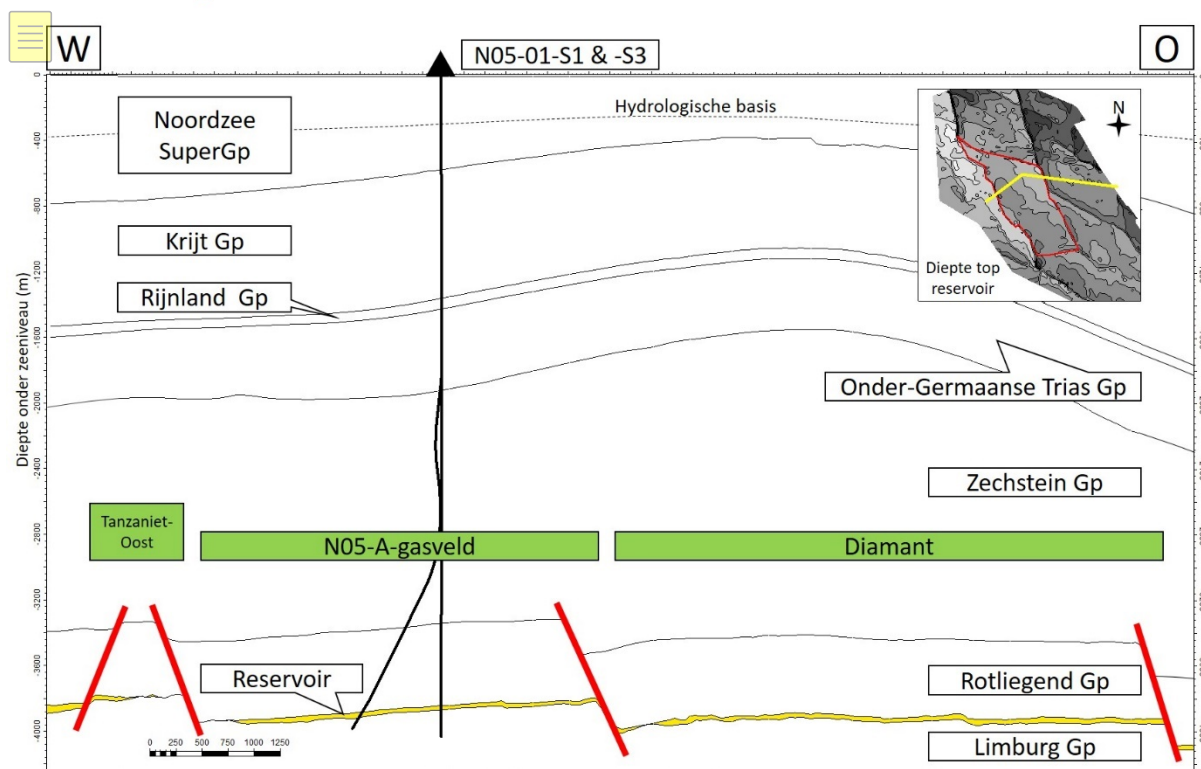 W
N05-01-S1 & -S3
O
Hydrologische basis
Noordzee
SuperGp
N
Krijt Gp
Rijnland Gp
Diepte top
reservoir
Onder-Germaanse Trias Gp
Zechstein Gp
Tanzaniet-
Oost
N05-A-gasveld
Diamant
Reservoir
Rotliegend Gp
Limburg Gp
Diepte onder zeeniveau (m)
0
-400
-800
-1200
-1600
-2000
-2400
-2800
-3200
-3600
-4000
0 250 500 750 1000 1250